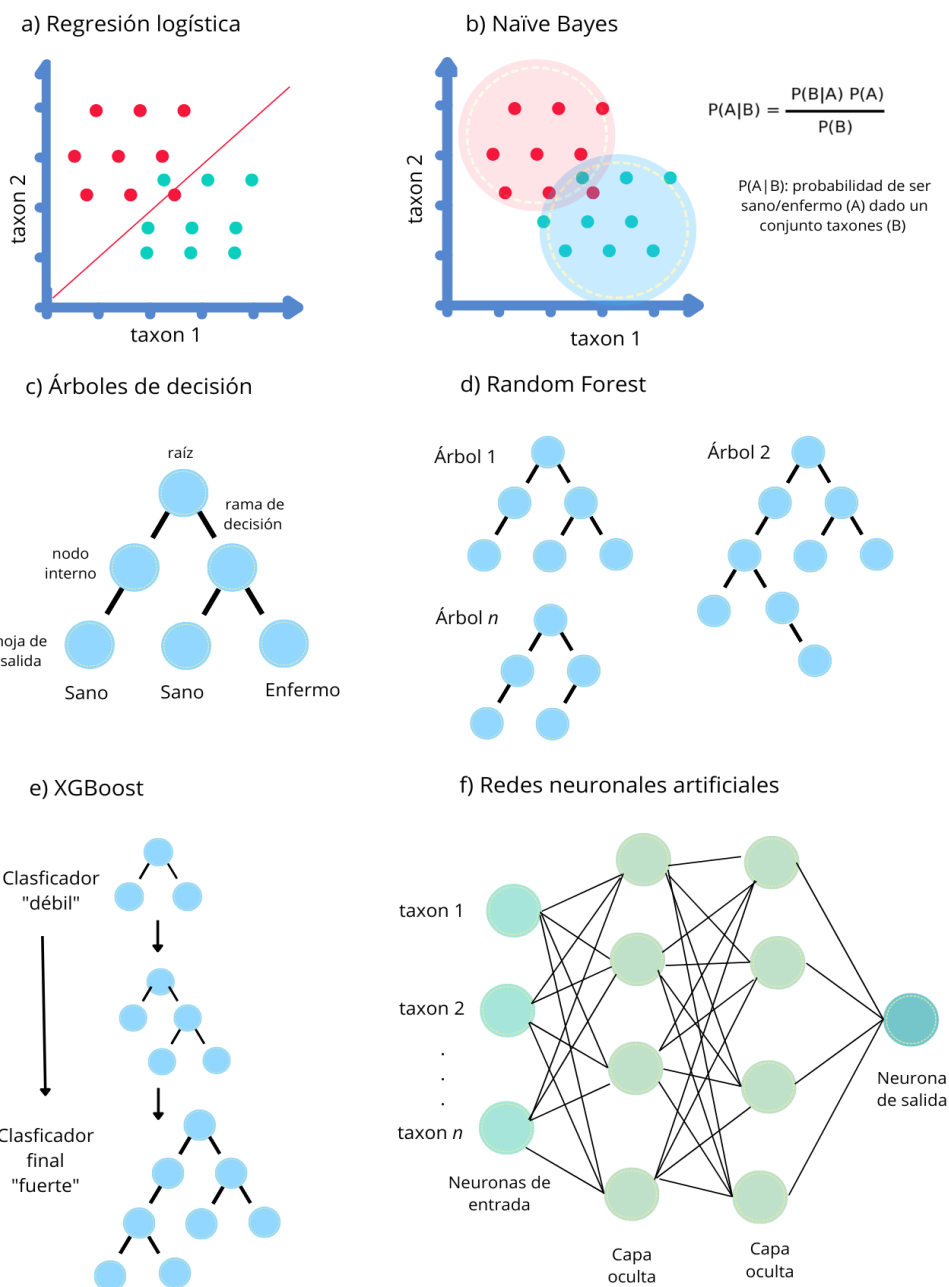 a) Regresión logística
taxon 2
taxon 1
b) Naïve Bayes
taxon 2
taxon 1
P(A|B) = P(B|A) P(A)
P(B)
P(A|B): probabilidad de ser
sano/enfermo (A) dado un
conjunto taxones (B)
c) Árboles de decisión
raíz
rama de
decisión
nodo
interno
hoja de
salida
Sano
Sano
Enfermo
d) Random Forest
Árbol 1
Árbol 2
Árbol n
e) XGBoost
Clasficador
"débil"
Clasficador
final
"fuerte"
f) Redes neuronales artificiales
taxon 1
taxon 2
.
.
.
taxon n
Neuronas de
entrada
Capa
oculta
Capa
oculta
Neurona
de salida